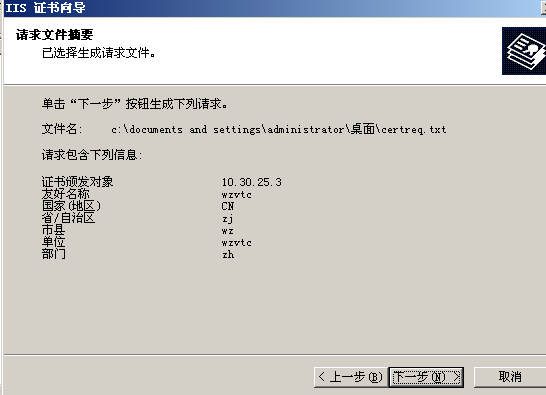 IIS 证书向导
请求文件摘要
已选择生成请求文件。
单击“下一步”按钮生成下列请求。
文件名: c:\documents and settings\administrator\桌面\certreq.txt
请求包含下列信息:
证书颁发对象 10.30.25.3
友好名称 wzvtc
国家(地区) CN
省/自治区 zj
市县 wz
单位 wzvtc
部门 zh
< 上一步(B) 下一步(N) > 取消